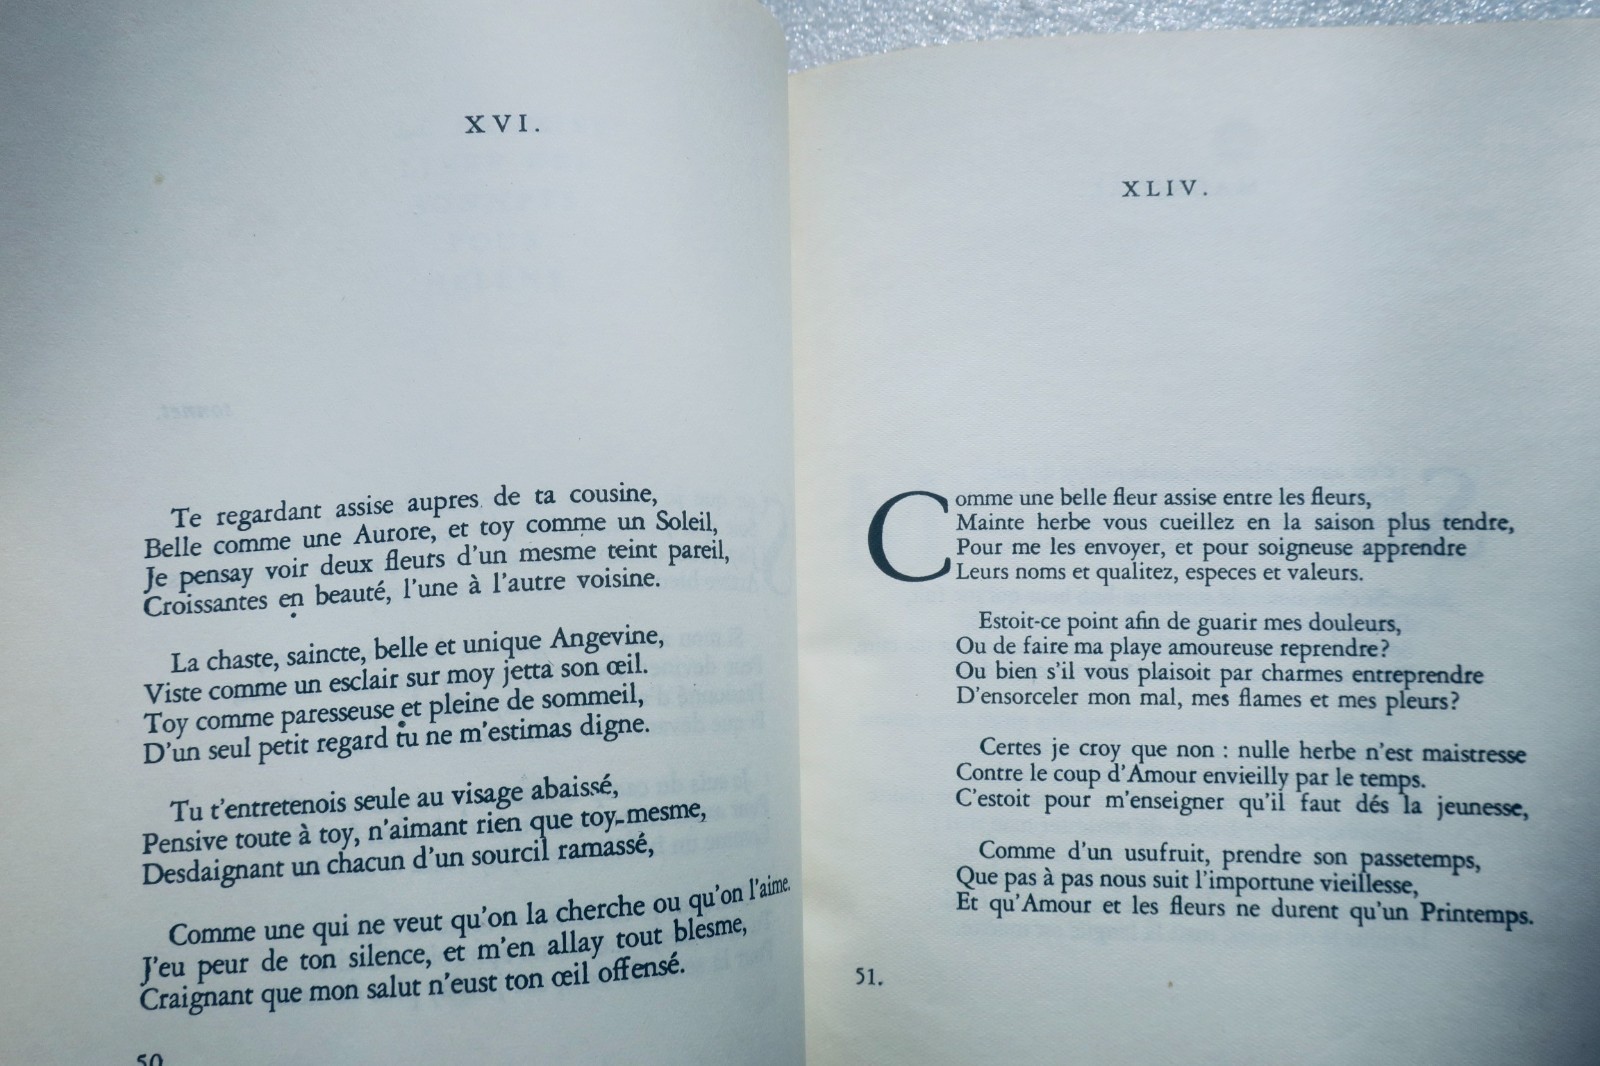 XVI.
Te regardant assise aupres de ta cousine,
Belle comme une Aurore, et toy comme un Soleil,
Je pensay voir deux fleurs d'un mesme teint pareil,
Croissantes en beauté, l'une à l'autre voisine.
La chaste, saincte, belle et unique Angevine,
Viste comme un esclair sur moy jetta son œil.
Toy comme paresseuse et pleine de sommeil,
D'un seul petit regard tu ne m'estimas digne.
Tu t'entretenois seule au visage abaissé,
Pensive toute à toy, n'aimant rien que toy-mesme,
Desdaignant un chacun d'un sourcil ramassé,
Comme une qui ne veut qu'on la cherche ou qu'on l'aime.
J'eu peur de ton silence, et m'en allay tout blesme,
Craignant que mon salut n'eust ton œil offensé.
50
XLIV.
Comme une belle fleur assise entre les fleurs,
Mainte herbe vous cueillez en la saison plus tendre,
Pour me les envoyer, et pour soigneuse apprendre
Leurs noms et qualitez, especes et valeurs.
Estoit-ce point afin de guarir mes douleurs,
Ou de faire ma playe amoureuse reprendre?
Ou bien s'il vous plaisoit par charmes entreprendre
D'ensorceler mon mal, mes flames et mes pleurs?
Certes je croy que non : nulle herbe n'est maistresse
Contre le coup d'Amour envieilly par le temps.
C'estoit pour m'enseigner qu'il faut dés la jeunesse,
Comme d'un usufruit, prendre son passetemps,
Que pas à pas nous suit l'importune vieillesse,
Et qu'Amour et les fleurs ne durent qu'un Printemps.
51.